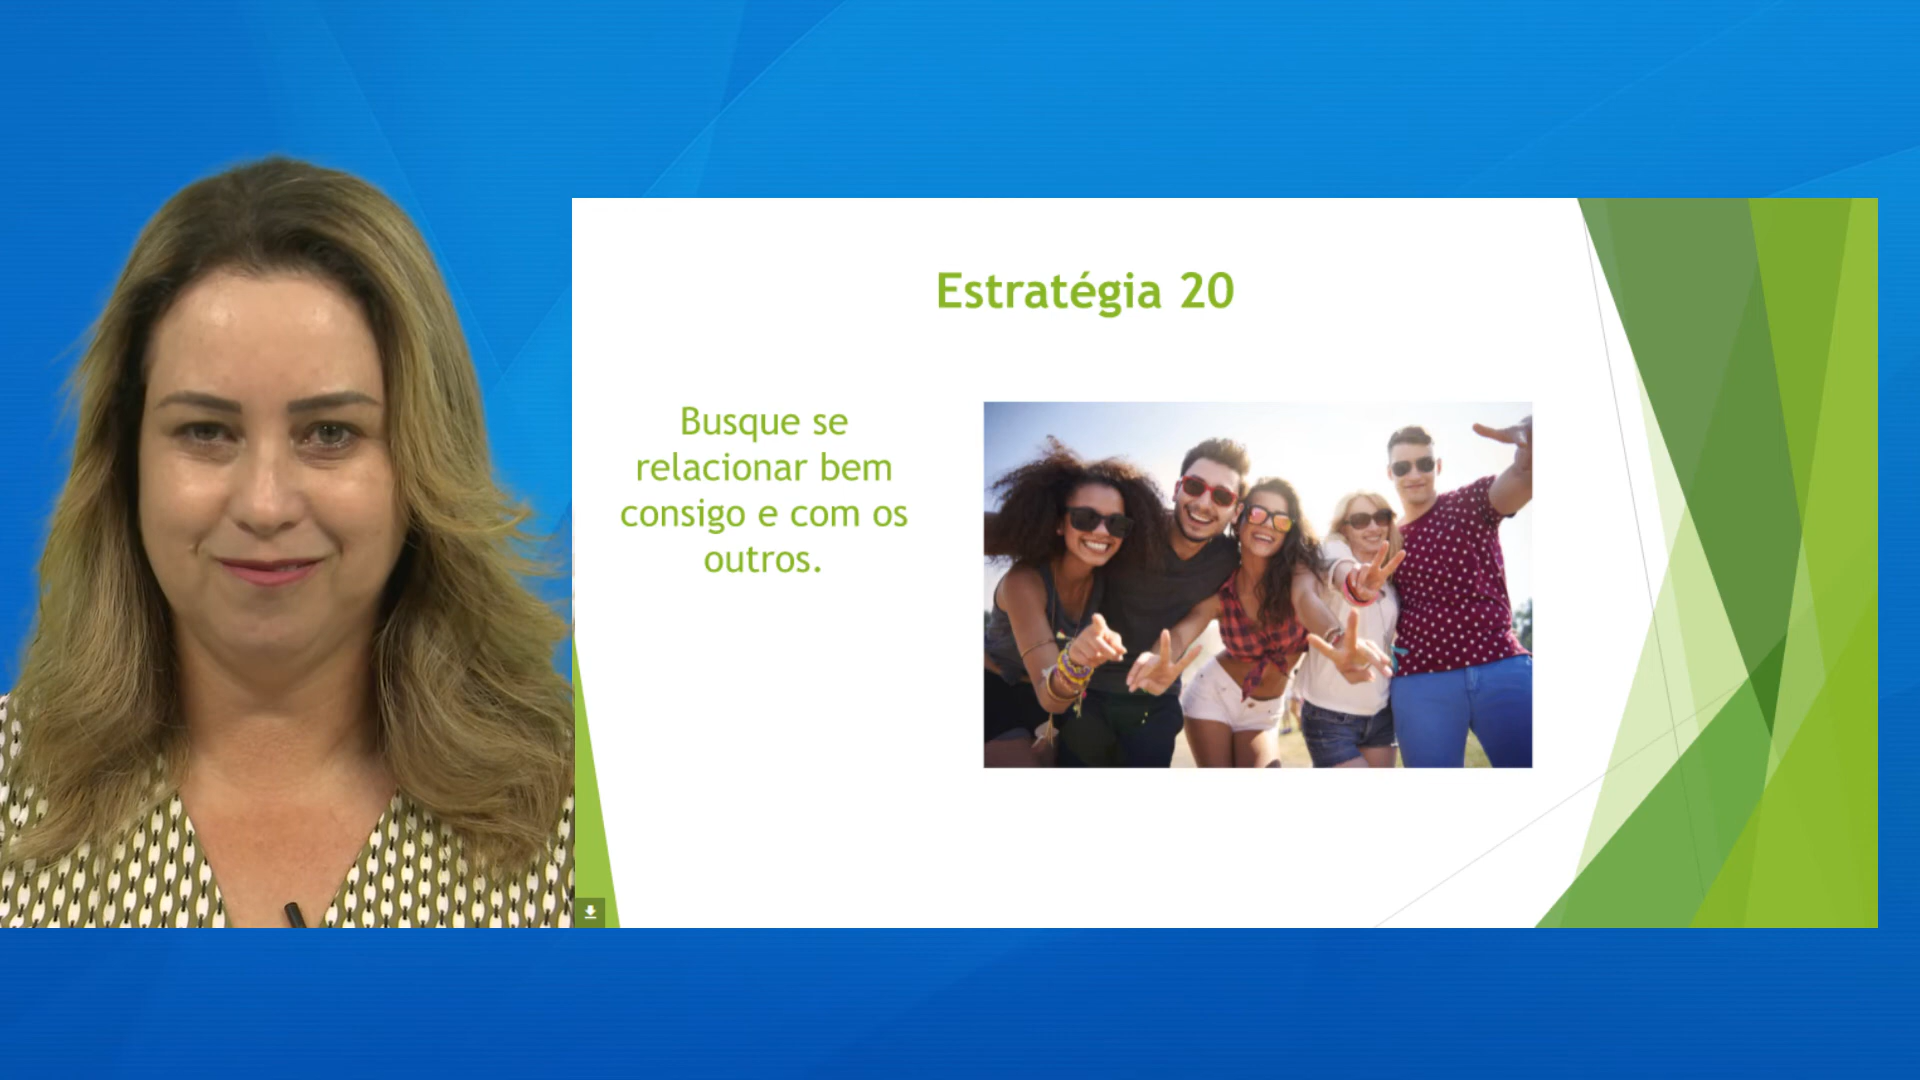 Estratégia 20
Busque se
relacionar bem
consigo e com os
outros.